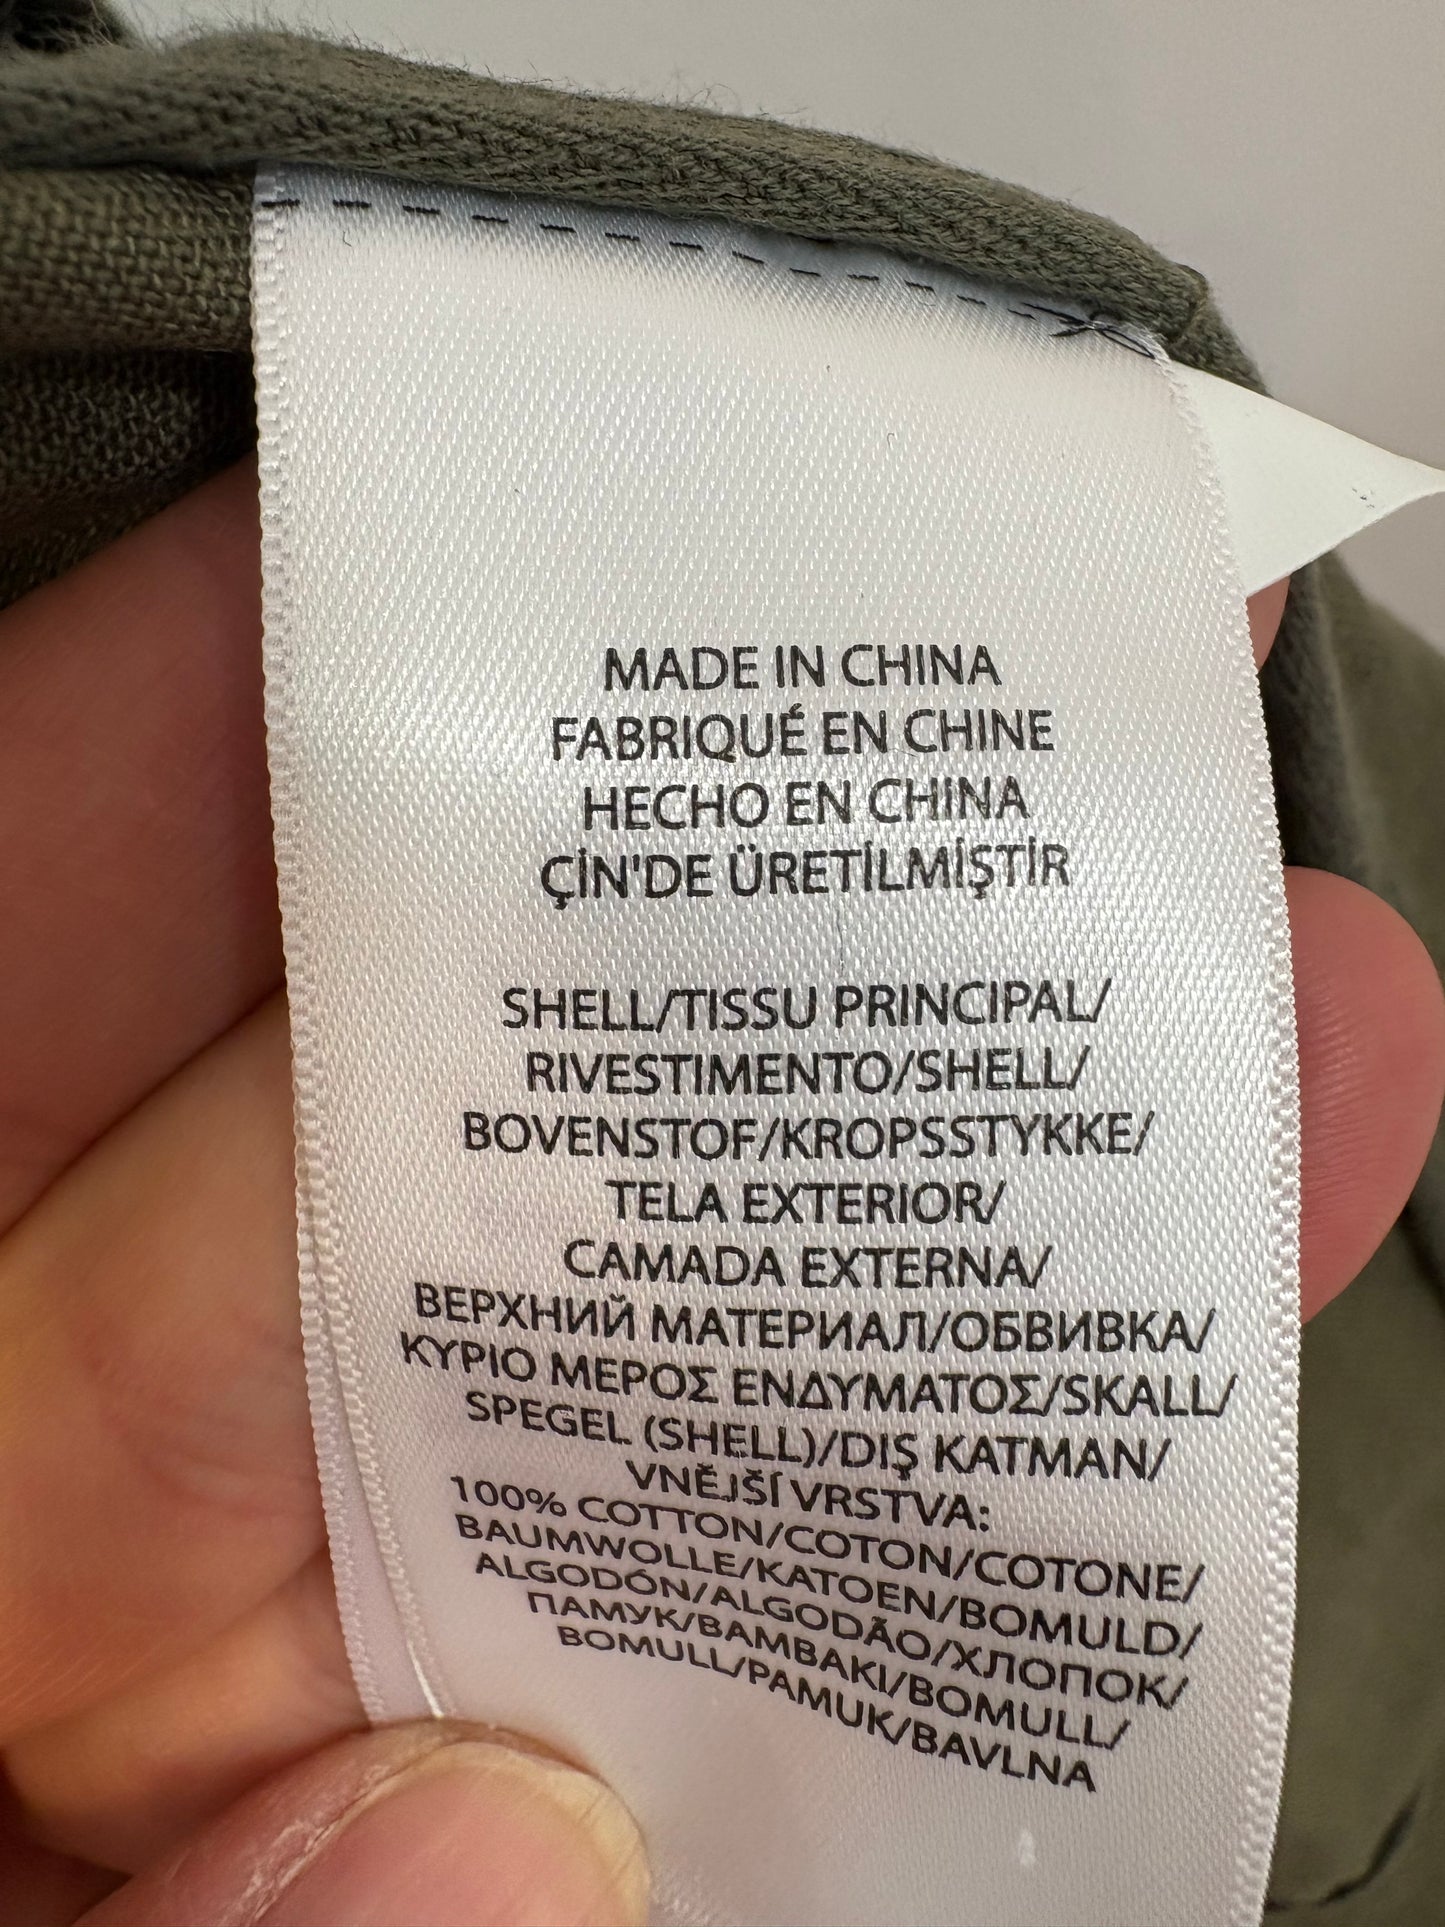 MADE IN CHINA
FABRIQUÉ EN CHINE
HECHO EN CHINA
ÇİN'DE ÜRETİLMİŞTİR
SHELL/TISSU PRINCIPAL/
RIVESTIMENTO/SHELL/
BOVENSTOF/KROPSSTYKKE/
TELA EXTERIOR/
CAMADA EXTERNA/
ВЕРХНИЙ МАТЕРИАЛ/ОБВИВКА/
ΚΥΡΙΟ ΜΕΡΟΣ ΕΝΔΥΜΑΤΟΣ/SKALL/
SPEGEL (SHELL)/DIŞ KATMAN/
VNĚJŠÍ VRSTVA:
100% COTTON/COTON/COTONE/
BAUMWOLLE/KATOEN/BOMULD/
ALGODÓN/ALGODÃO/ХЛОПОК/
ПАМУК/BAMBAKI/BOMULL/
BOMULL/PAMUK/BAVLNA